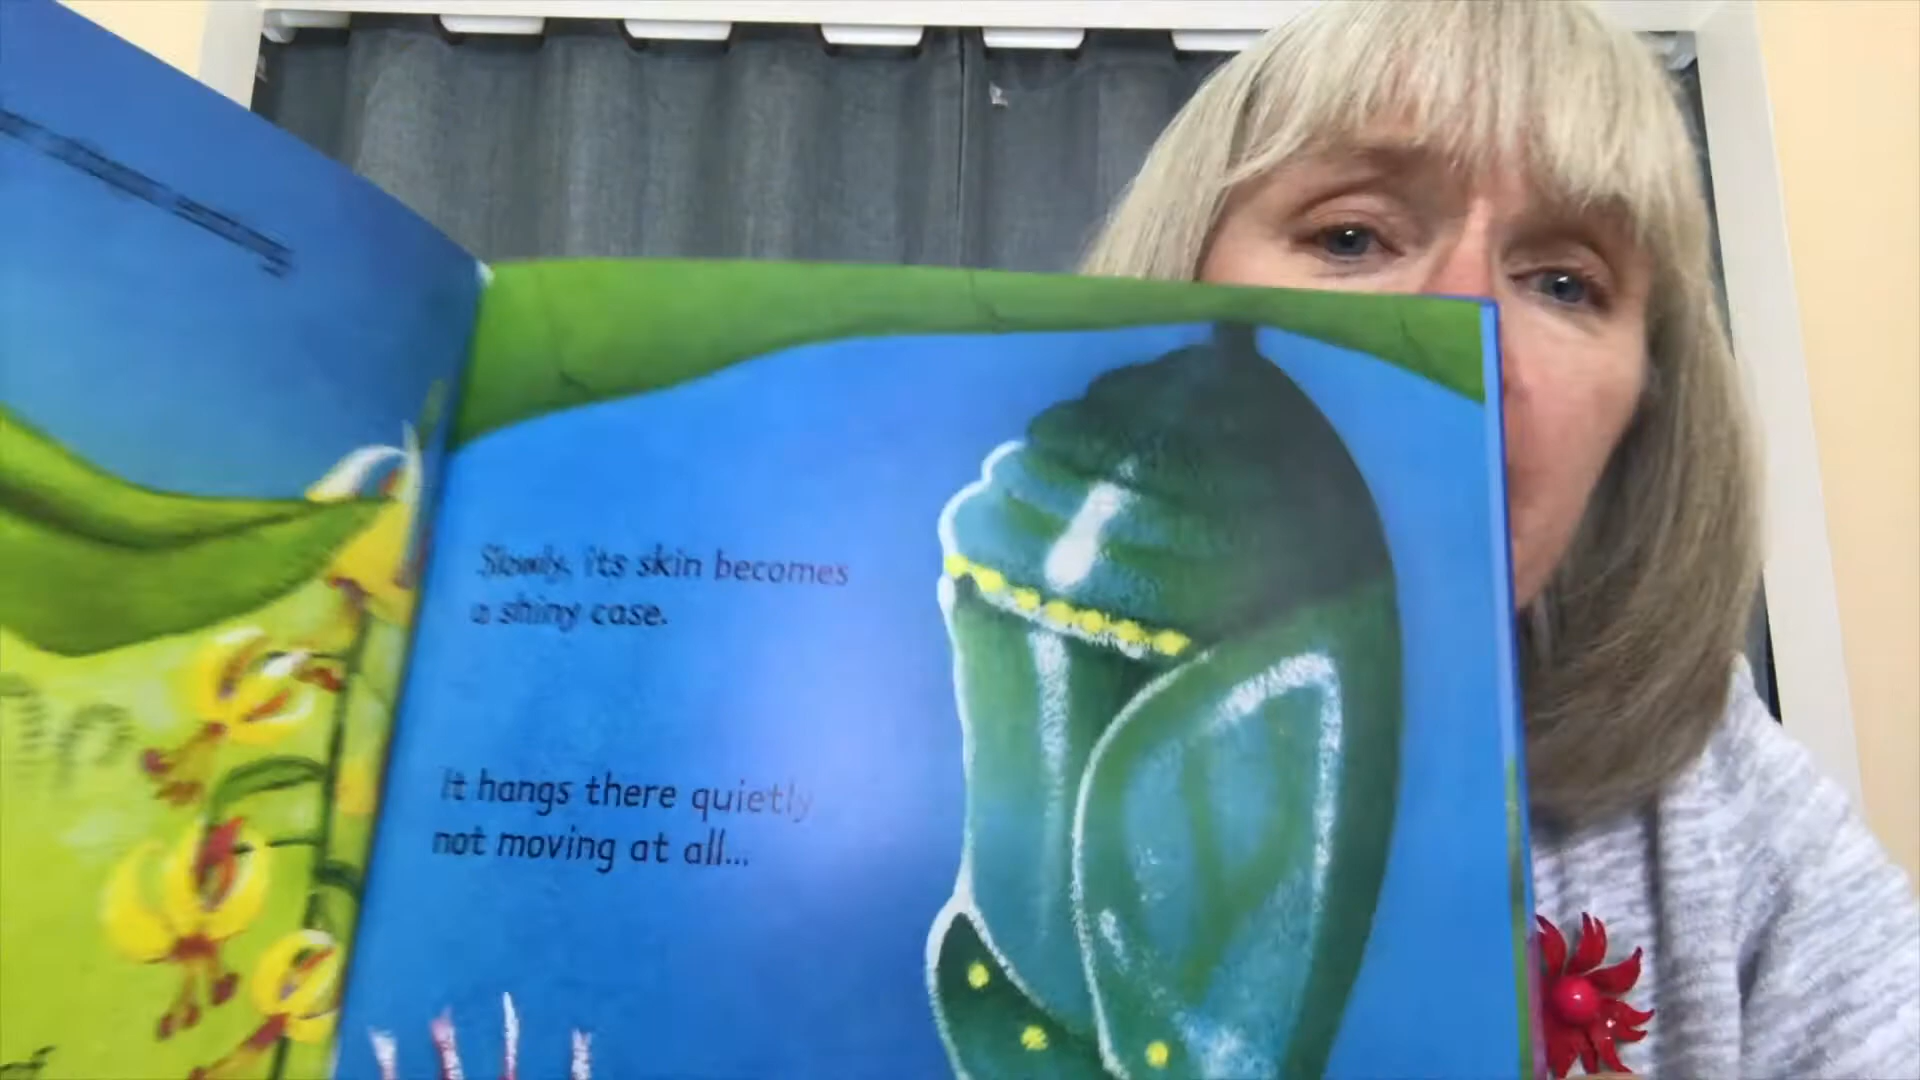 Slowly, its skin becomes
a shiny case.
It hangs there quietly
not moving at all...